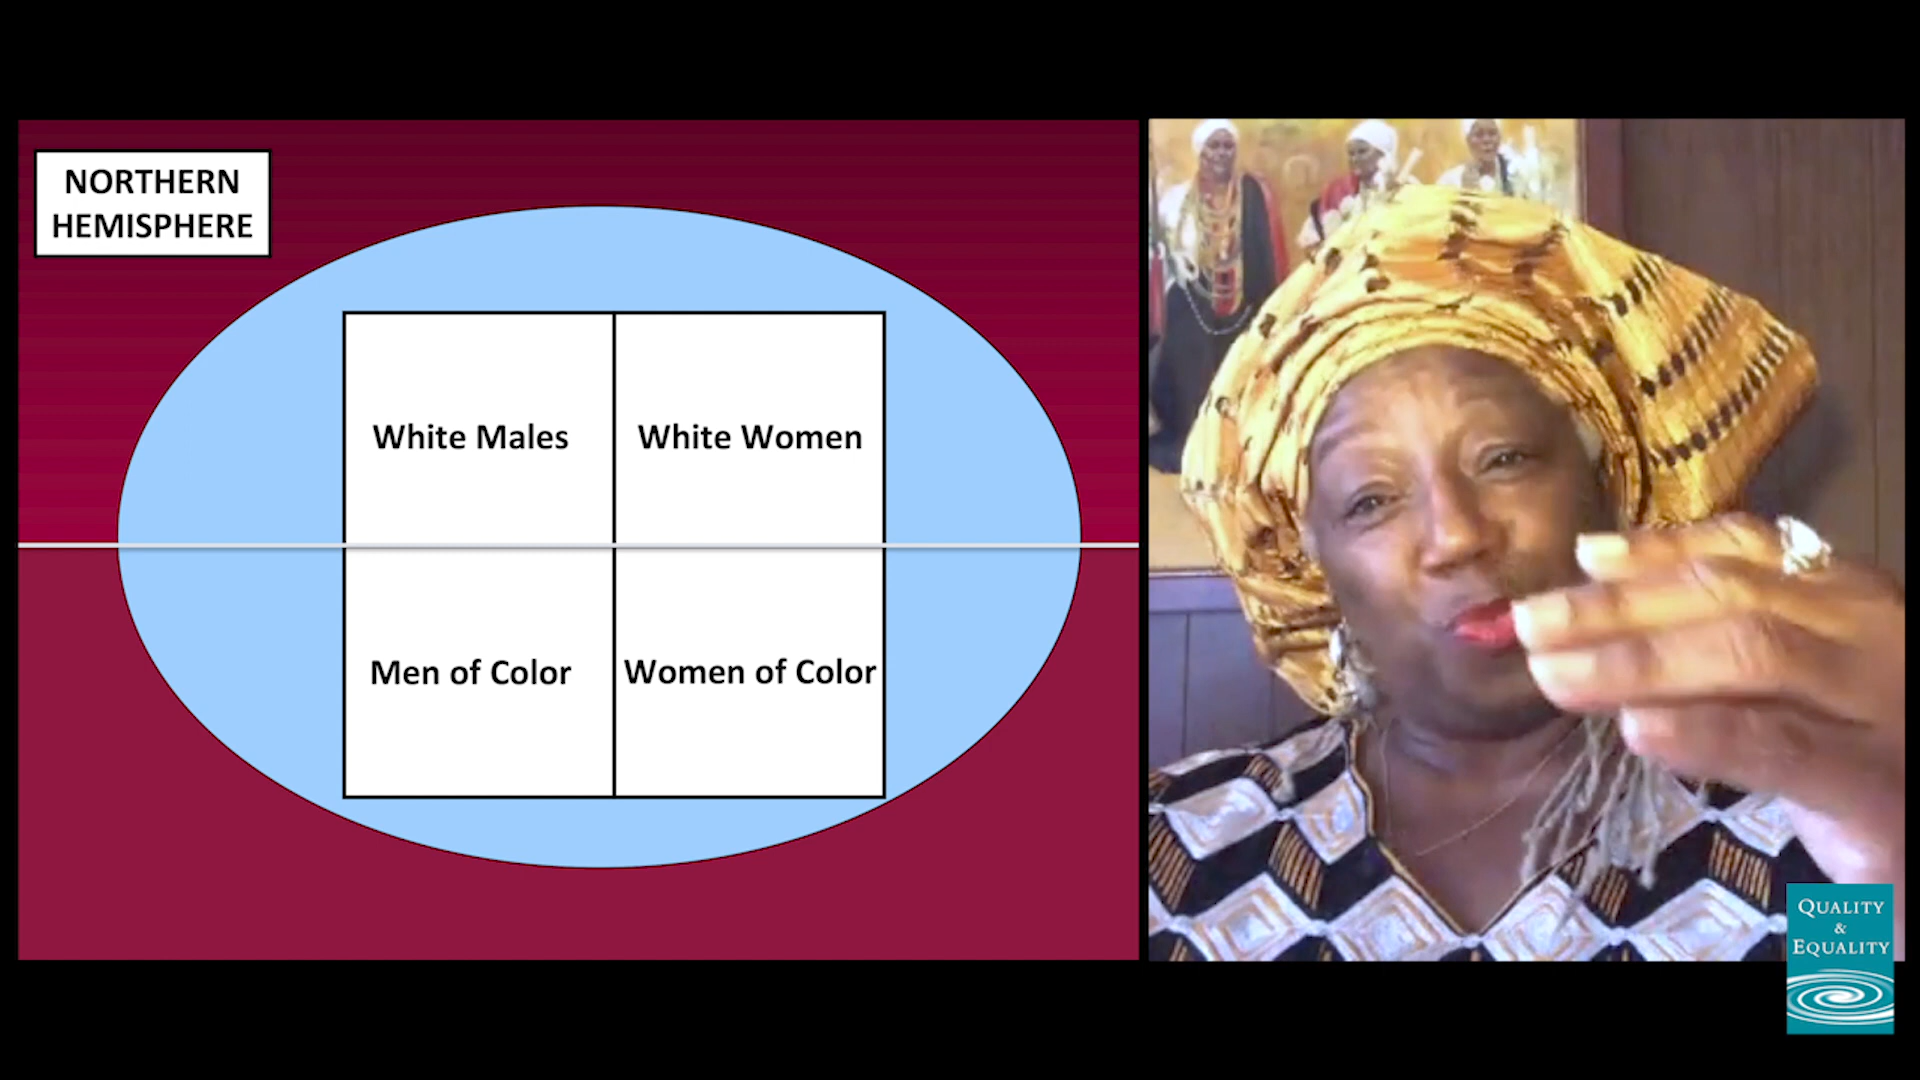 NORTHERN
HEMISPHERE
White Males
White Women
Men of Color
Women of Color
QUALITY
&
EQUALITY